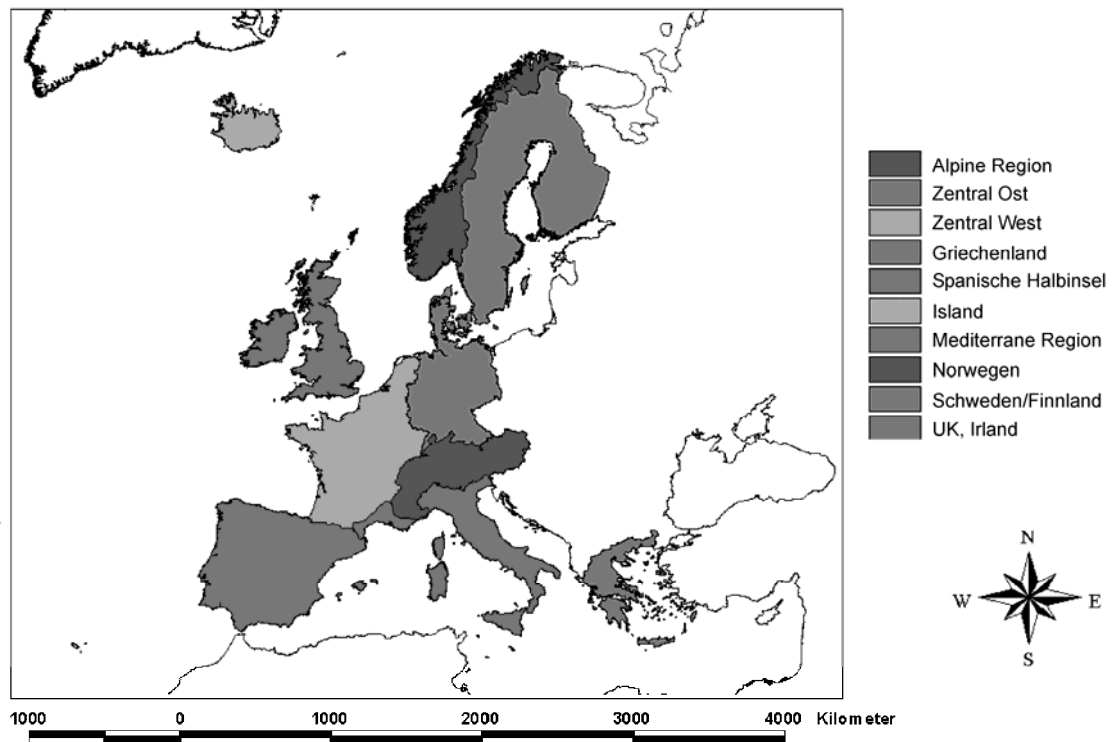 Alpine Region
Zentral Ost
Zentral West
Griechenland
Spanische Halbinsel
Island
Mediterrane Region
Norwegen
Schweden/Finnland
UK, Irland
N
W E
S
1000 0 1000 2000 3000 4000 Kilometer